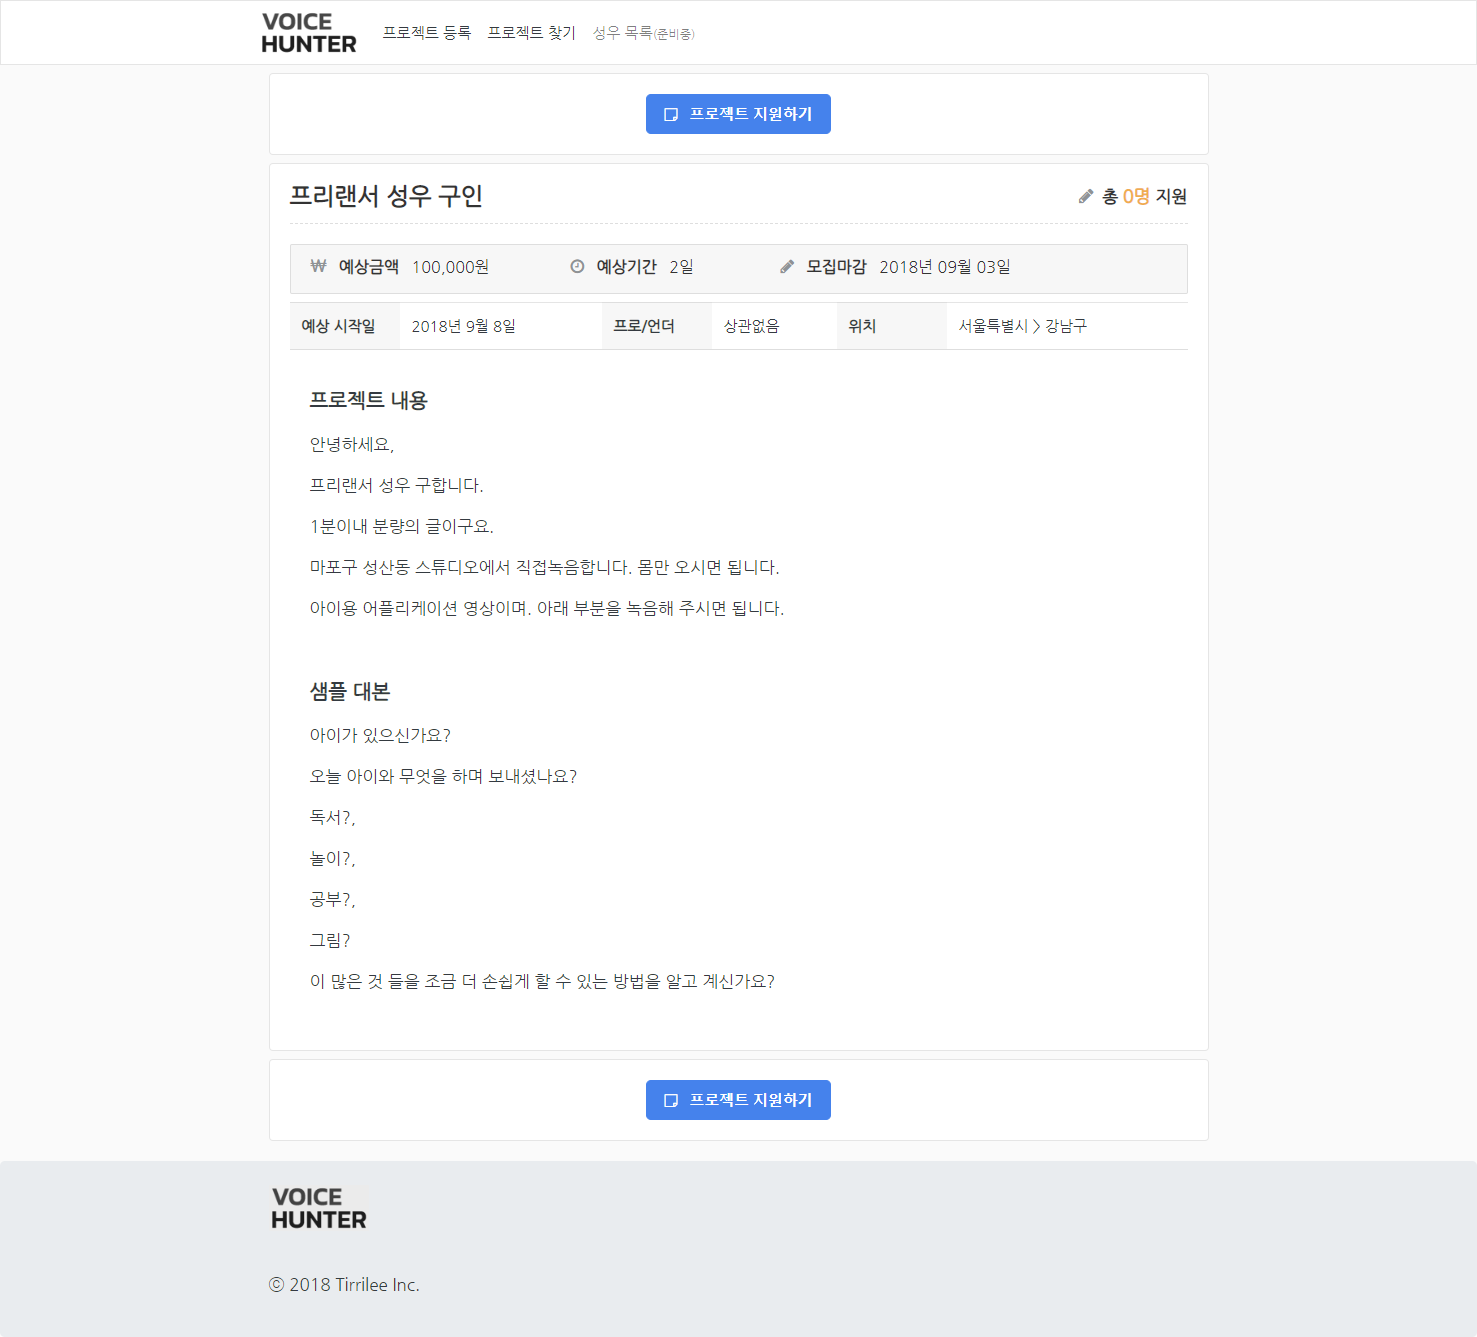 VOICE
HUNTER
프로젝트 등록 프로젝트 찾기 성우 목록(준비중)
프로젝트 지원하기
프리랜서 성우 구인
총 0명 지원
₩ 예상금액 100,000원 예상기간 2일 모집마감 2018년 09월 03일
예상 시작일 2018년 9월 8일 프로/언더 상관없음 위치 서울특별시 > 강남구
프로젝트 내용
안녕하세요,
프리랜서 성우 구합니다.
1분이내 분량의 글이구요.
마포구 성산동 스튜디오에서 직접녹음합니다. 몸만 오시면 됩니다.
아이용 어플리케이션 영상이며. 아래 부분을 녹음해 주시면 됩니다.
샘플 대본
아이가 있으신가요?
오늘 아이와 무엇을 하며 보내셨나요?
독서?,
놀이?,
공부?,
그림?
이 많은 것 들을 조금 더 손쉽게 할 수 있는 방법을 알고 계신가요?
프로젝트 지원하기
VOICE
HUNTER
ⓒ 2018 Tirrilee Inc.